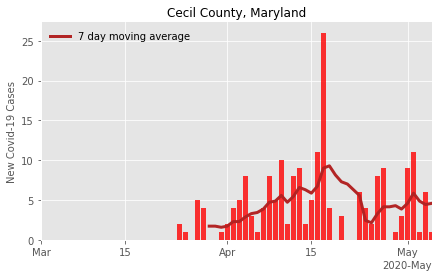 Cecil County, Maryland
7 day moving average
New Covid-19 Cases
25
20
15
10
5
0
Mar 15 Apr 15 May
2020-May